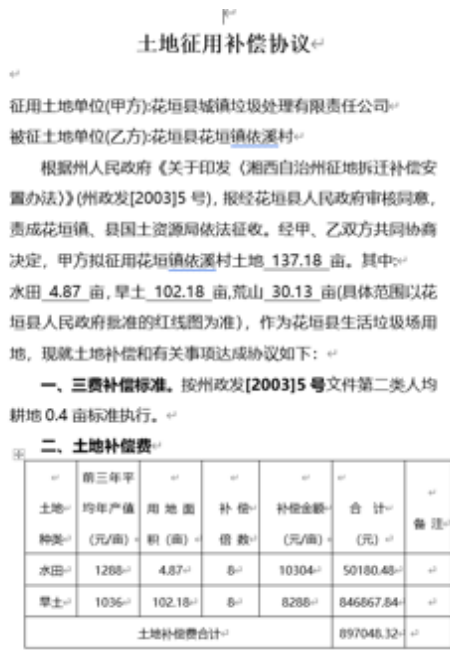 土地征用补偿协议
征用土地单位(甲方):花垣县城镇垃圾处理有限责任公司
被征土地单位(乙方):花垣县花垣镇依溪村
根据州人民政府《关于印发〈湘西自治州征地拆迁补偿安
置办法〉》(州政发[2003]5号),报经花垣县人民政府审核同意,
责成花垣镇、县国土资源局依法征收。经甲、乙双方共同协商
决定,甲方拟征用花垣镇依溪村土地 137.18 亩。其中:
水田 4.87 亩,旱土 102.18 亩,荒山 30.13 亩(具体范围以花
垣县人民政府批准的红线图为准),作为花垣县生活垃圾场用
地,现就土地补偿和有关事项达成协议如下:
一、三费补偿标准。按州政发[2003]5号文件第二类人均
耕地0.4亩标准执行。
二、土地补偿费
土地种类 前三年平均年产值(元/亩) 用地面积(亩) 补偿倍数 补偿金额(元/亩) 合计(元) 备注
水田 1288 4.87 8 10304 50180.48
旱土 1036 102.18 8 8288 846867.84
土地补偿费合计 897048.32